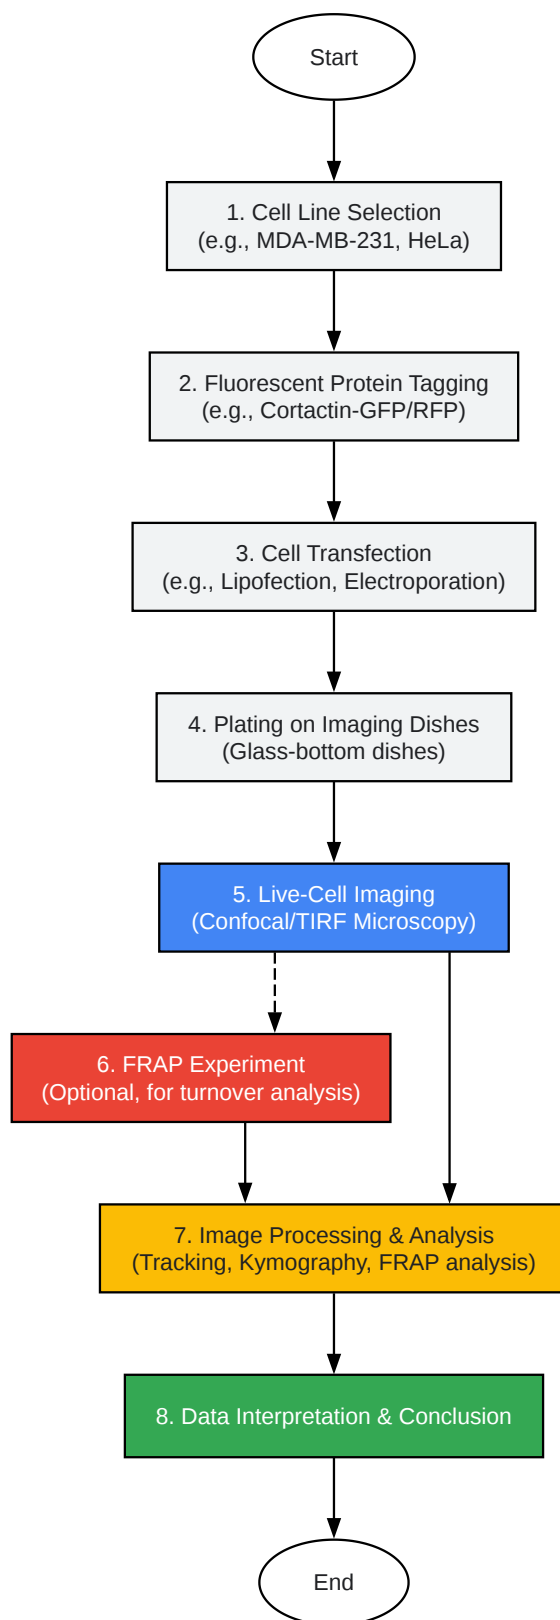 Start
1. Cell Line Selection
(e.g., MDA-MB-231, HeLa)
2. Fluorescent Protein Tagging
(e.g., Cortactin-GFP/RFP)
3. Cell Transfection
(e.g., Lipofection, Electroporation)
4. Plating on Imaging Dishes
(Glass-bottom dishes)
5. Live-Cell Imaging
(Confocal/TIRF Microscopy)
6. FRAP Experiment
(Optional, for turnover analysis)
7. Image Processing & Analysis
(Tracking, Kymography, FRAP analysis)
8. Data Interpretation & Conclusion
End